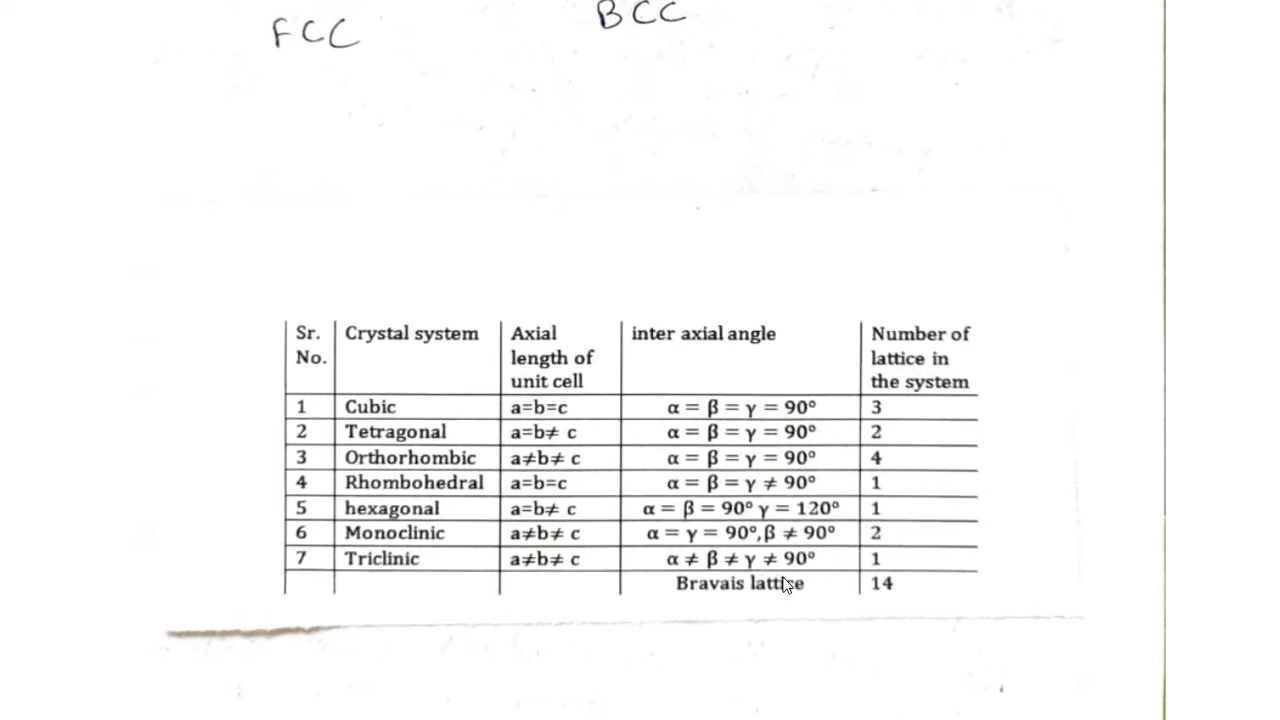 FCC BCC
Sr. No. Crystal system Axial length of unit cell inter axial angle Number of lattice in the system
1 Cubic a=b=c α = β = γ = 90° 3
2 Tetragonal a=b≠ c α = β = γ = 90° 2
3 Orthorhombic a≠b≠ c α = β = γ = 90° 4
4 Rhombohedral a=b=c α = β = γ ≠ 90° 1
5 hexagonal a=b≠ c α = β = 90° γ = 120° 1
6 Monoclinic a≠b≠ c α = γ = 90°,β ≠ 90° 2
7 Triclinic a≠b≠ c α ≠ β ≠ γ ≠ 90° 1
Bravais lattice 14